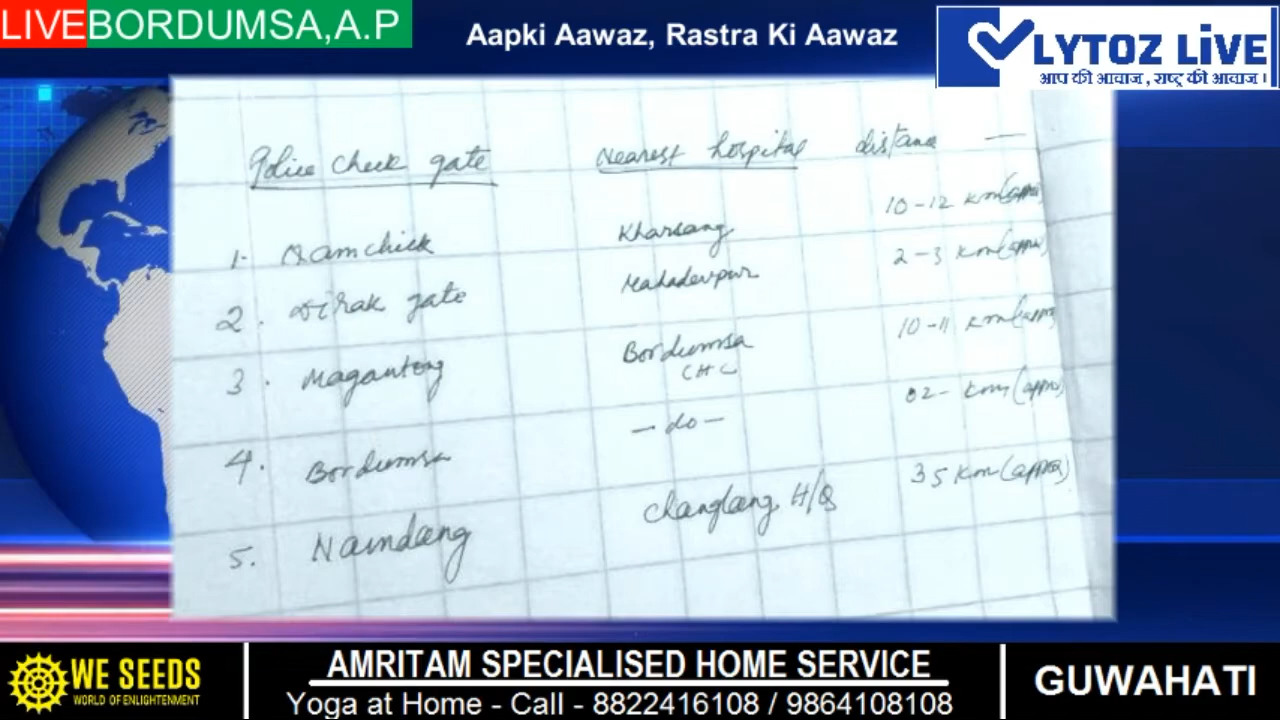 LIVE BORDUMSA,A.P
Aapki Aawaz, Rastra Ki Aawaz
LYTOZ LiVE
आप की आवाज, राष्ट्र की आवाज।
Police check gate Nearest hospital distance —
1. Namchick Kharsang 10-12 Km (appx)
2. Dirak gate Mahadevpur 2-3 Km (appx)
3. Maganteng Bordumsa CHC 10-11 Km (appx)
4. Bordumsa — do — 02- Km (appx)
5. Namdang Changlang H/Q 35 Km (appx)
WE SEEDS
WORLD OF ENLIGHTENMENT
AMRITAM SPECIALISED HOME SERVICE
Yoga at Home - Call - 8822416108 / 9864108108
GUWAHATI